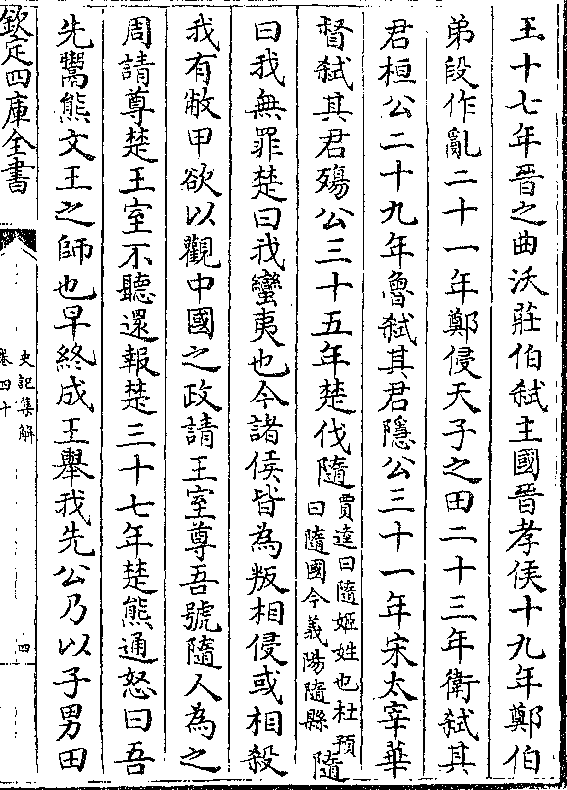 王十七年晉之曲沃莊伯弑主國晉孝侯十九年鄭伯
弟段作亂二十一年鄭侵天子之田二十三年衛弑其
君桓公二十九年魯弑其君隱公三十一年宋太宰華
督弑其君殤公三十五年楚伐隨賈逵曰隨姬姓也杜預曰隨國今義陽隨縣隨
曰我無罪楚曰我蠻夷也今諸侯皆為叛相侵或相殺
我有敝甲欲以觀中國之政請王室尊吾號隨人為之
周請尊楚王室不聽還報楚三十七年楚熊通怒曰吾
先鬻熊文王之師也早終成王舉我先公乃以子男田
欽定四庫全書
史記集解
卷四十
四